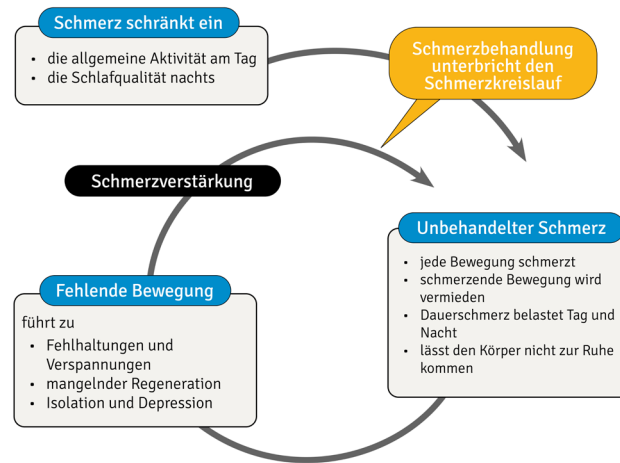 Schmerz schränkt ein
• die allgemeine Aktivität am Tag
• die Schlafqualität nachts
Schmerzbehandlung
unterbricht den
Schmerzkreislauf
Schmerzverstärkung
Unbehandelter Schmerz
• jede Bewegung schmerzt
• schmerzende Bewegung wird
vermieden
• Dauerschmerz belastet Tag und
Nacht
• lässt den Körper nicht zur Ruhe
kommen
Fehlende Bewegung
führt zu
• Fehlhaltungen und
Verspannungen
• mangelnder Regeneration
• Isolation und Depression